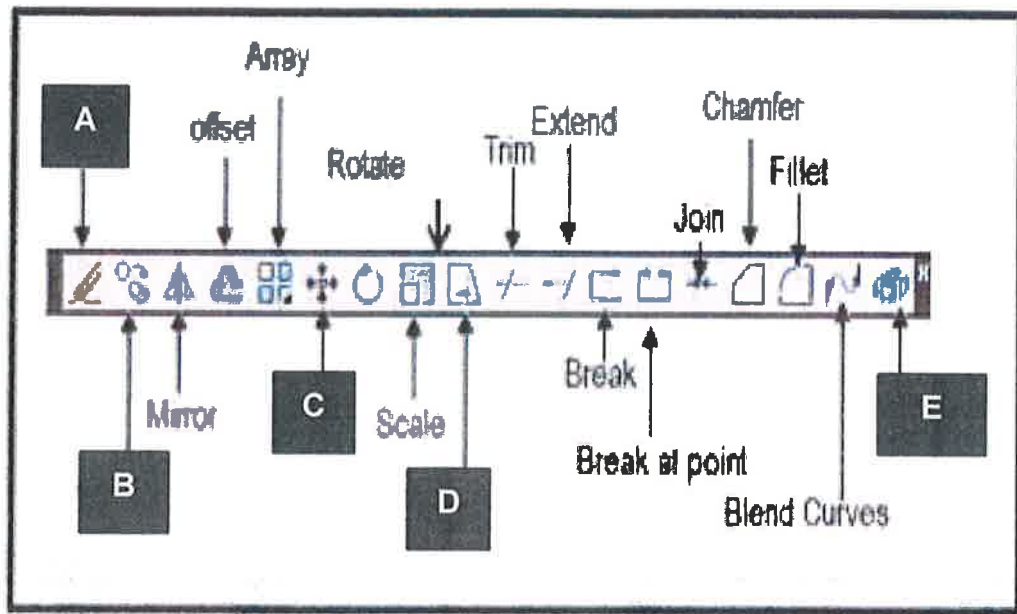 Array
A
offset
Rotate
Trim
Extend
Chamfer
Fillet
Join
Mirror
B
C
Scale
D
Break
Break at point
Blend Curves
E